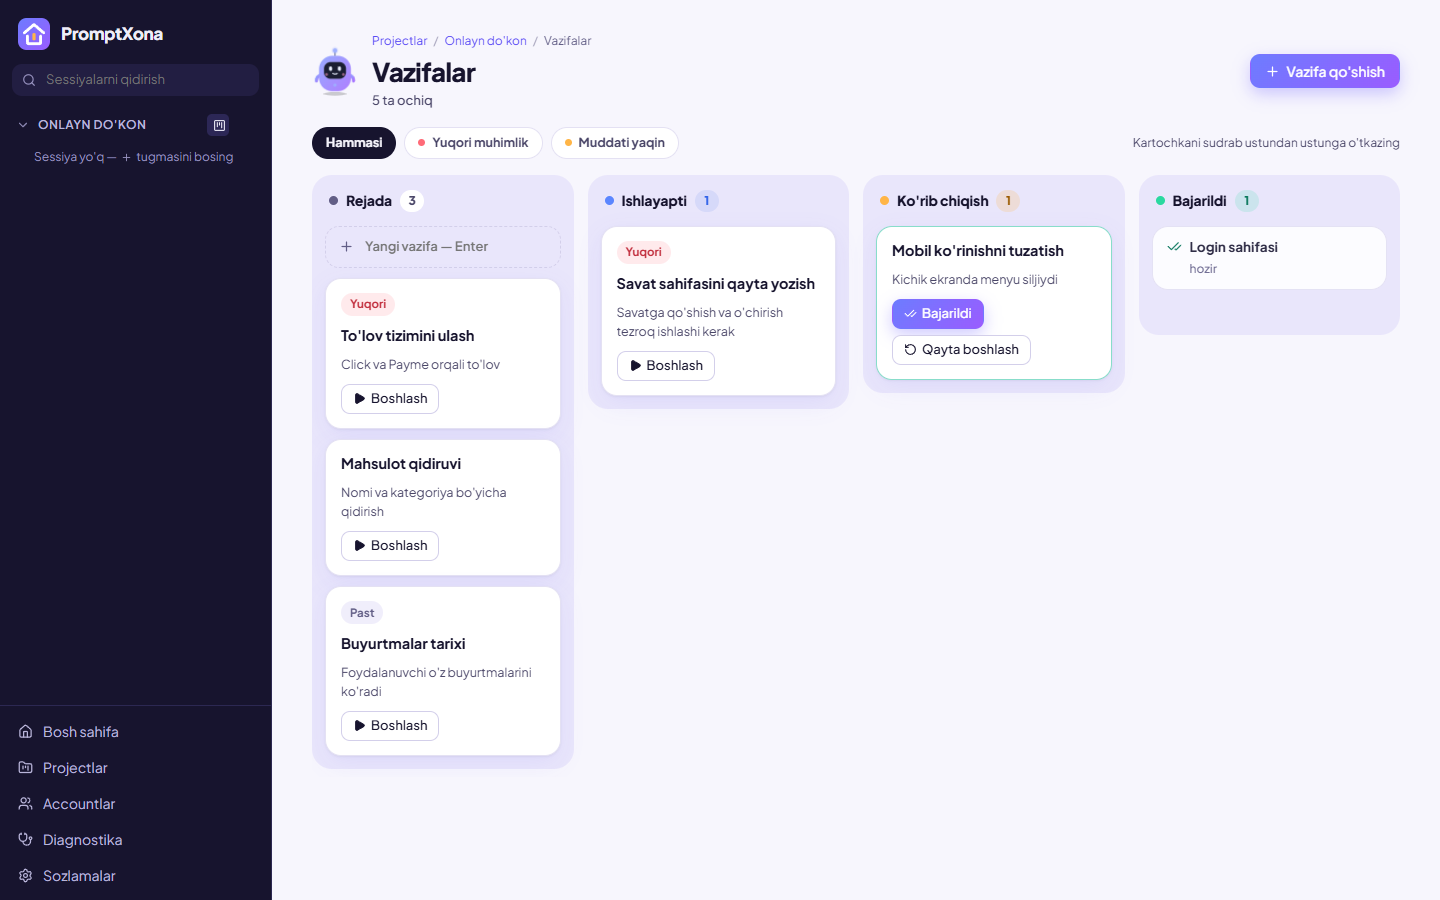 PromptXona
Sessiyalarni qidirish
ONLAYN DO'KON
Sessiya yo'q — + tugmasini bosing
Bosh sahifa
Projectlar
Accountlar
Diagnostika
Sozlamalar
Projectlar / Onlayn do'kon / Vazifalar
Vazifalar
5 ta ochiq
+ Vazifa qo'shish
Hammasi
Yuqori muhimlik
Muddati yaqin
Kartochkani sudrab ustundan ustunga o'tkazing
Rejada 3
+ Yangi vazifa — Enter
Yuqori
To'lov tizimini ulash
Click va Payme orqali to'lov
Boshlash
Mahsulot qidiruvi
Nomi va kategoriya bo'yicha
qidirish
Boshlash
Past
Buyurtmalar tarixi
Foydalanuvchi o'z buyurtmalarini
ko'radi
Boshlash
Ishlayapti 1
Yuqori
Savat sahifasini qayta yozish
Savatga qo'shish va o'chirish
tezroq ishlashi kerak
Boshlash
Ko'rib chiqish 1
Mobil ko'rinishni tuzatish
Kichik ekranda menyu siljiydi
Bajarildi
Qayta boshlash
Bajarildi 1
Login sahifasi
hozir